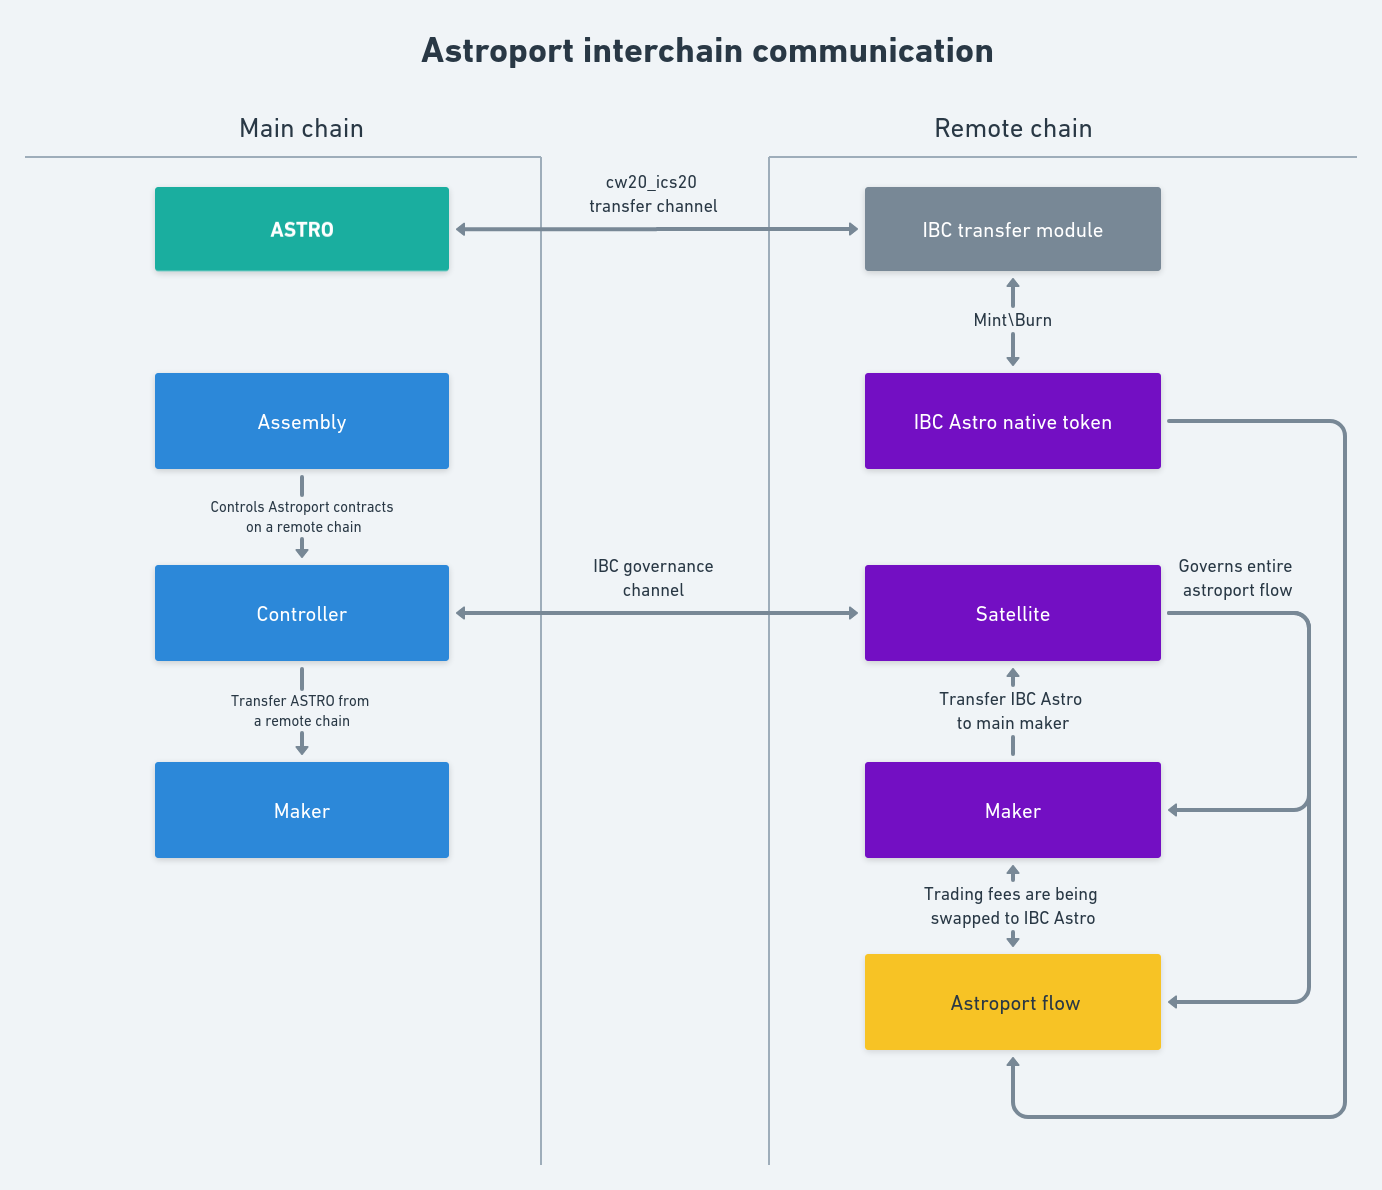 Astroport interchain communication
Main chain
Remote chain
cw20_ics20
transfer channel
ASTRO
IBC transfer module
Mint\Burn
Assembly
IBC Astro native token
Controls Astroport contracts
on a remote chain
IBC governance
channel
Governs entire
astroport flow
Controller
Satellite
Transfer ASTRO from
a remote chain
Transfer IBC Astro
to main maker
Maker
Maker
Trading fees are being
swapped to IBC Astro
Astroport flow